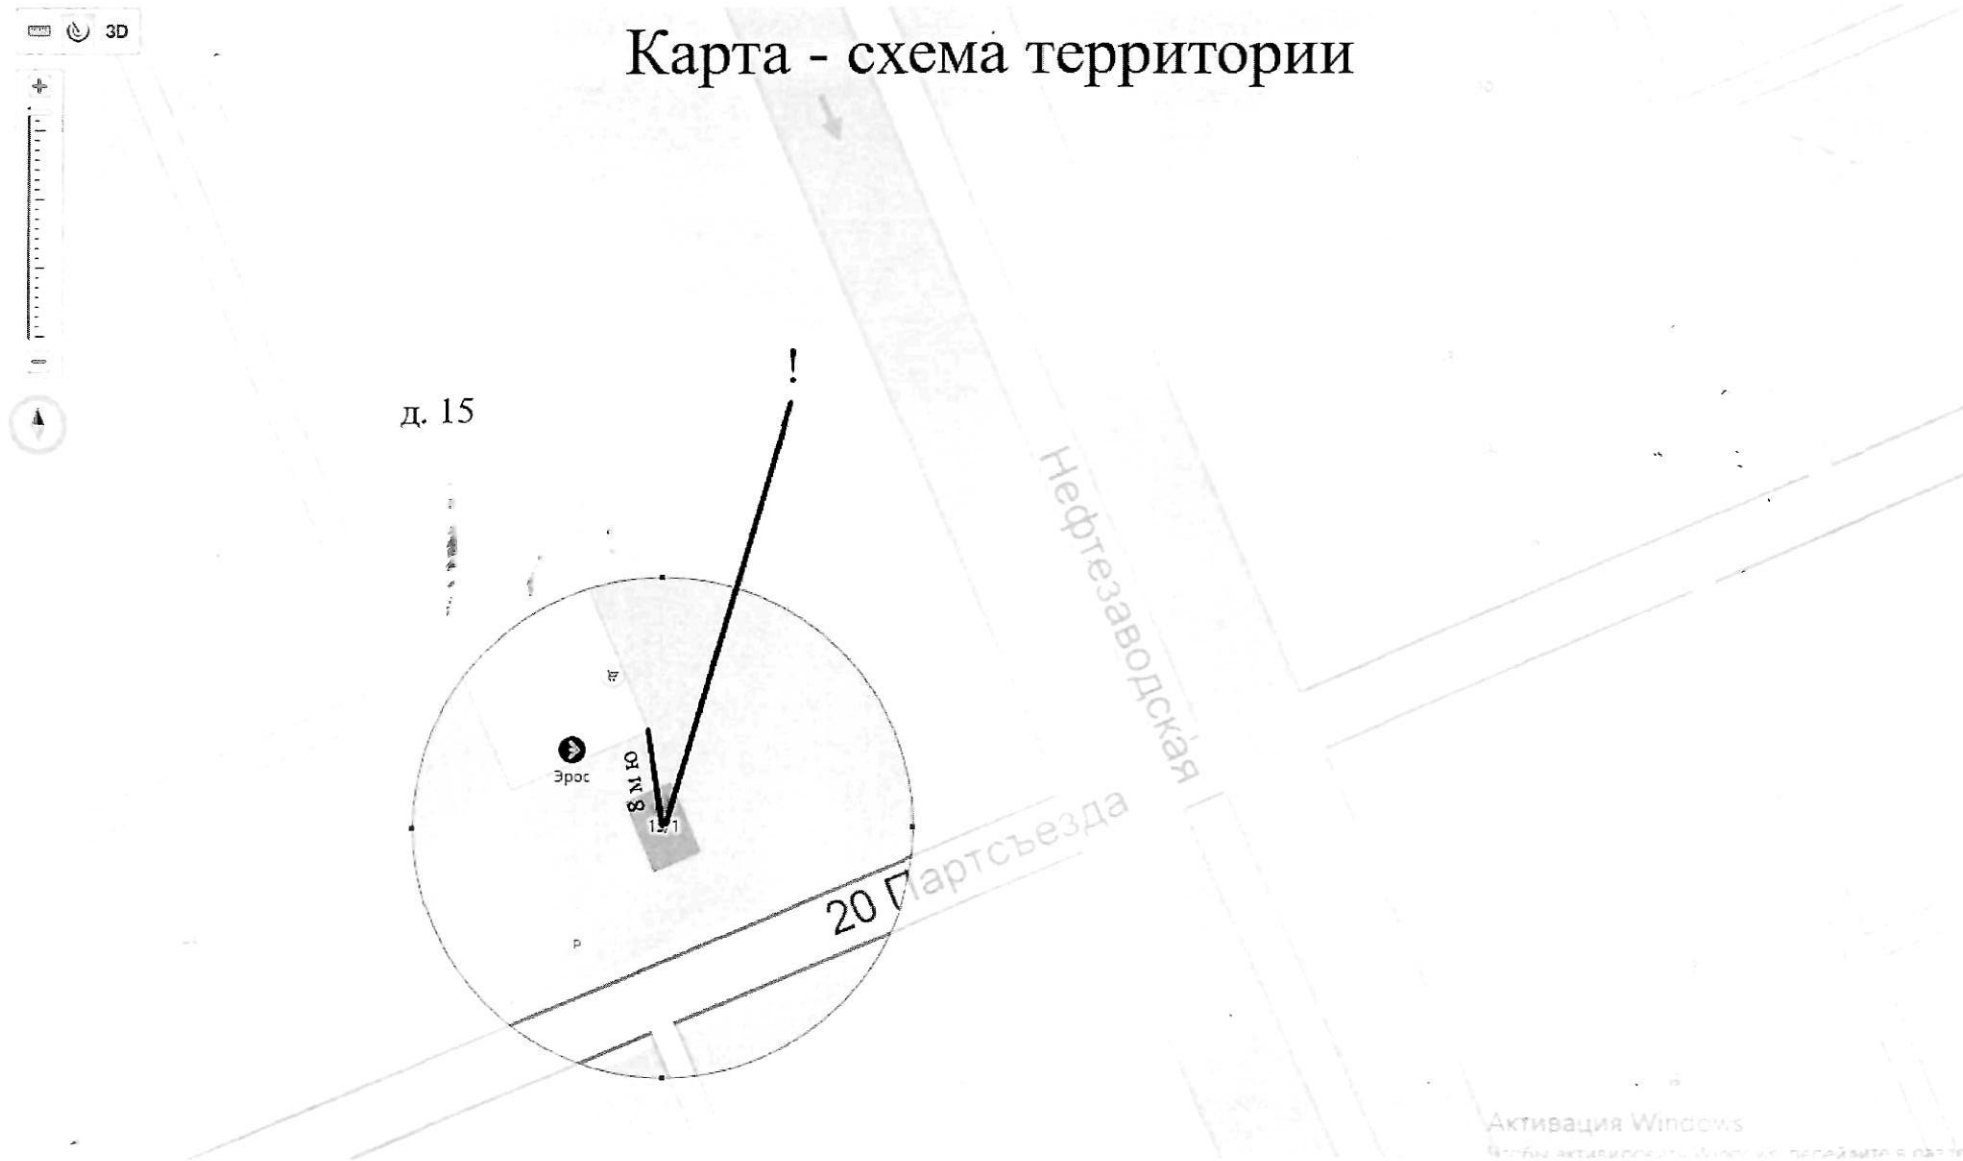 3D
Карта - схема территории
!
д. 15
Нефтезаводская
8 м ю
Эрос
20 Партсъезда
P
Активация Windows